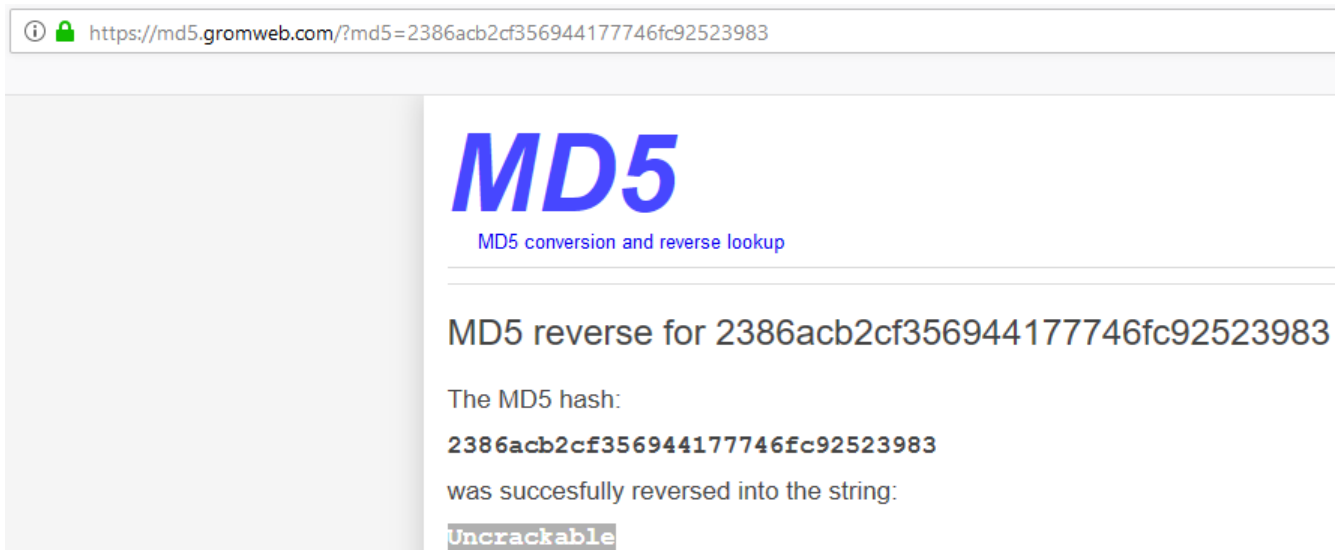 https://md5.gromweb.com/?md5=2386acb2cf356944177746fc92523983
MD5
MD5 conversion and reverse lookup
MD5 reverse for 2386acb2cf356944177746fc92523983
The MD5 hash:
2386acb2cf356944177746fc92523983
was succesfully reversed into the string:
Uncrackable